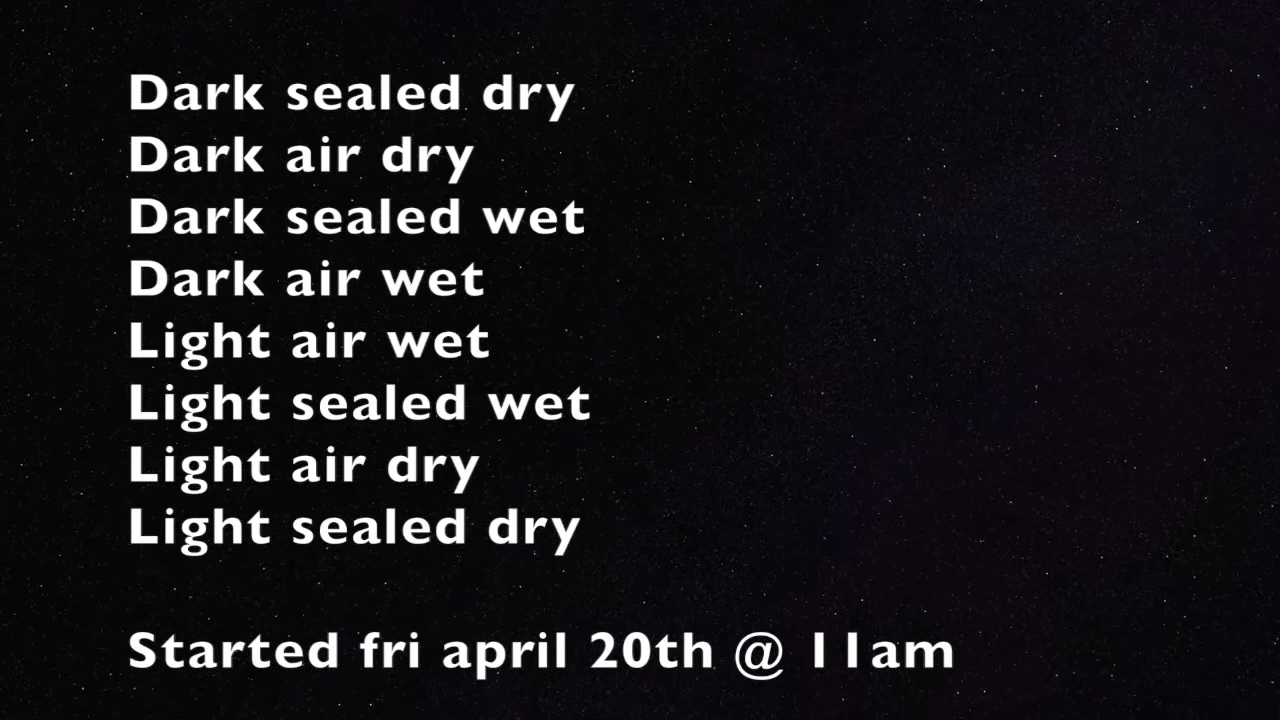 Dark sealed dry
Dark air dry
Dark sealed wet
Dark air wet
Light air wet
Light sealed wet
Light air dry
Light sealed dry
Started fri april 20th @ 11am